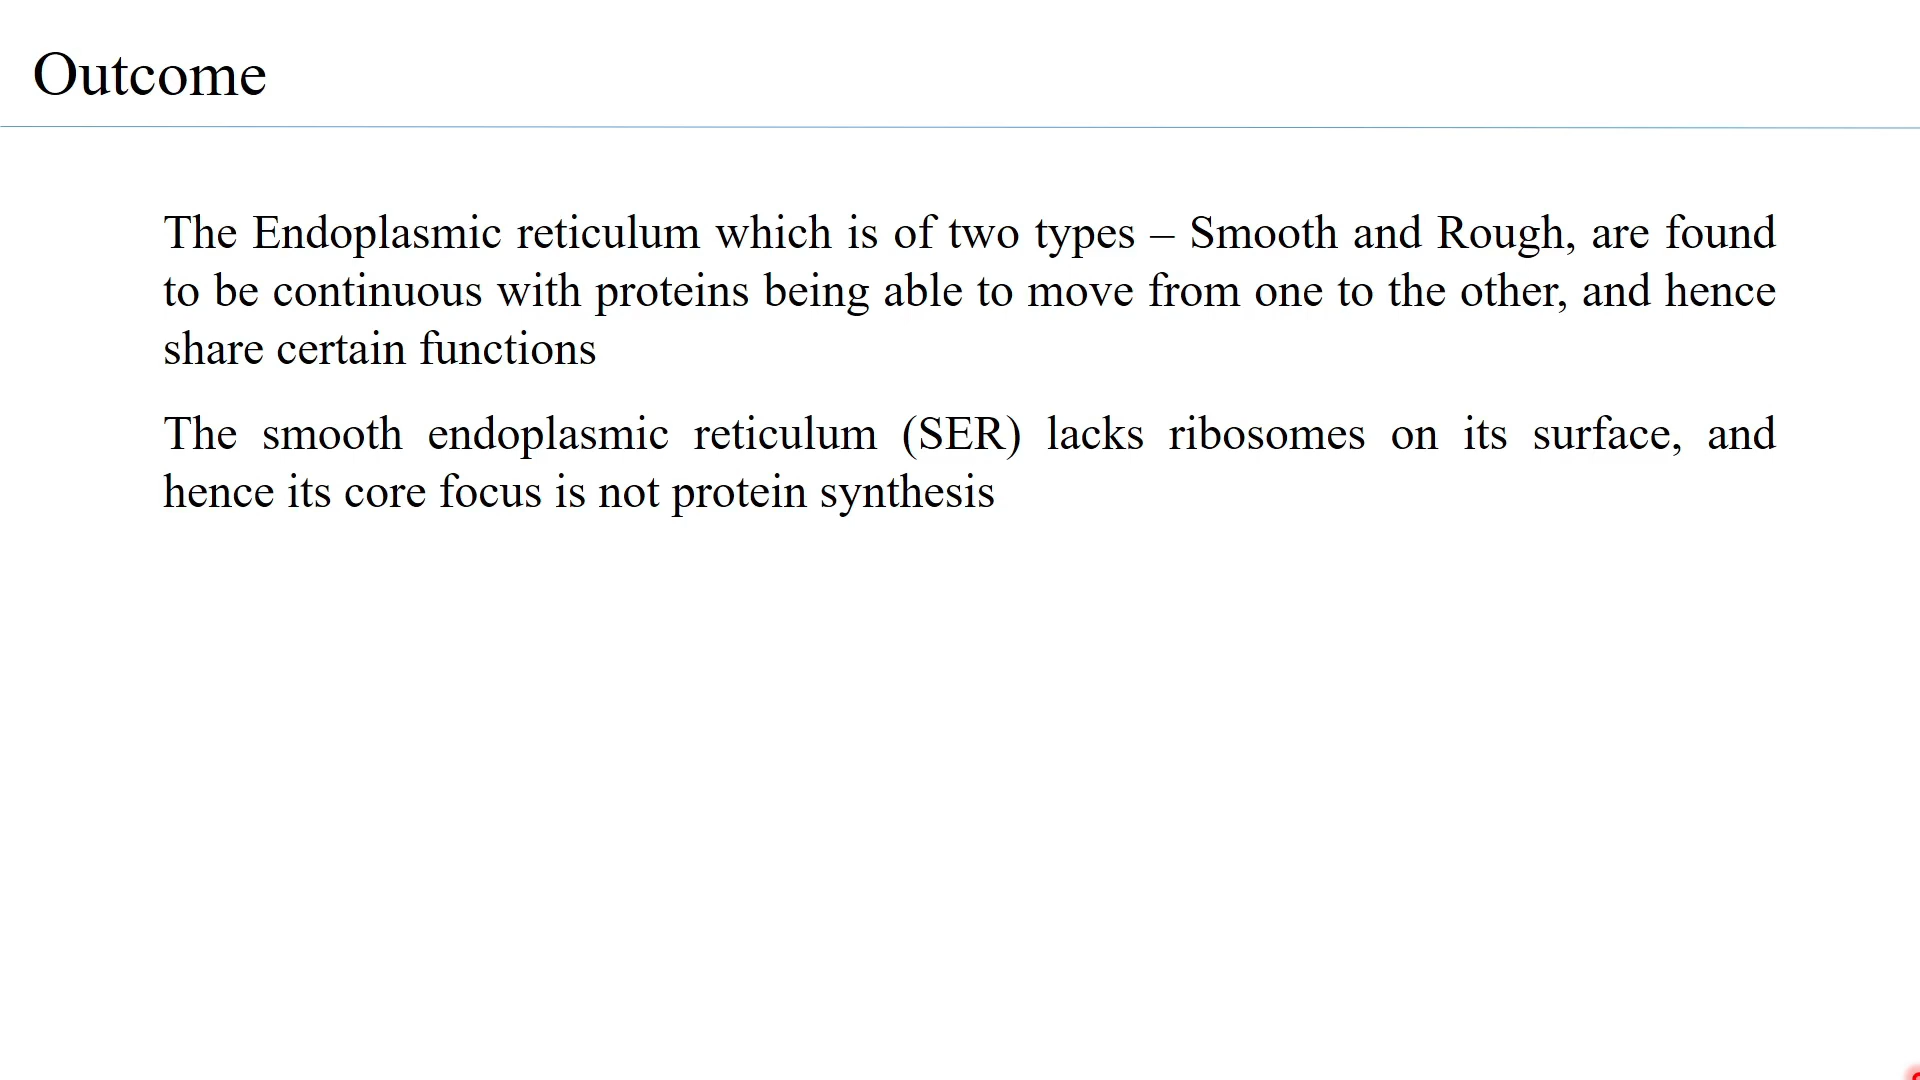 Outcome
The Endoplasmic reticulum which is of two types – Smooth and Rough, are found
to be continuous with proteins being able to move from one to the other, and hence
share certain functions
The smooth endoplasmic reticulum (SER) lacks ribosomes on its surface, and
hence its core focus is not protein synthesis